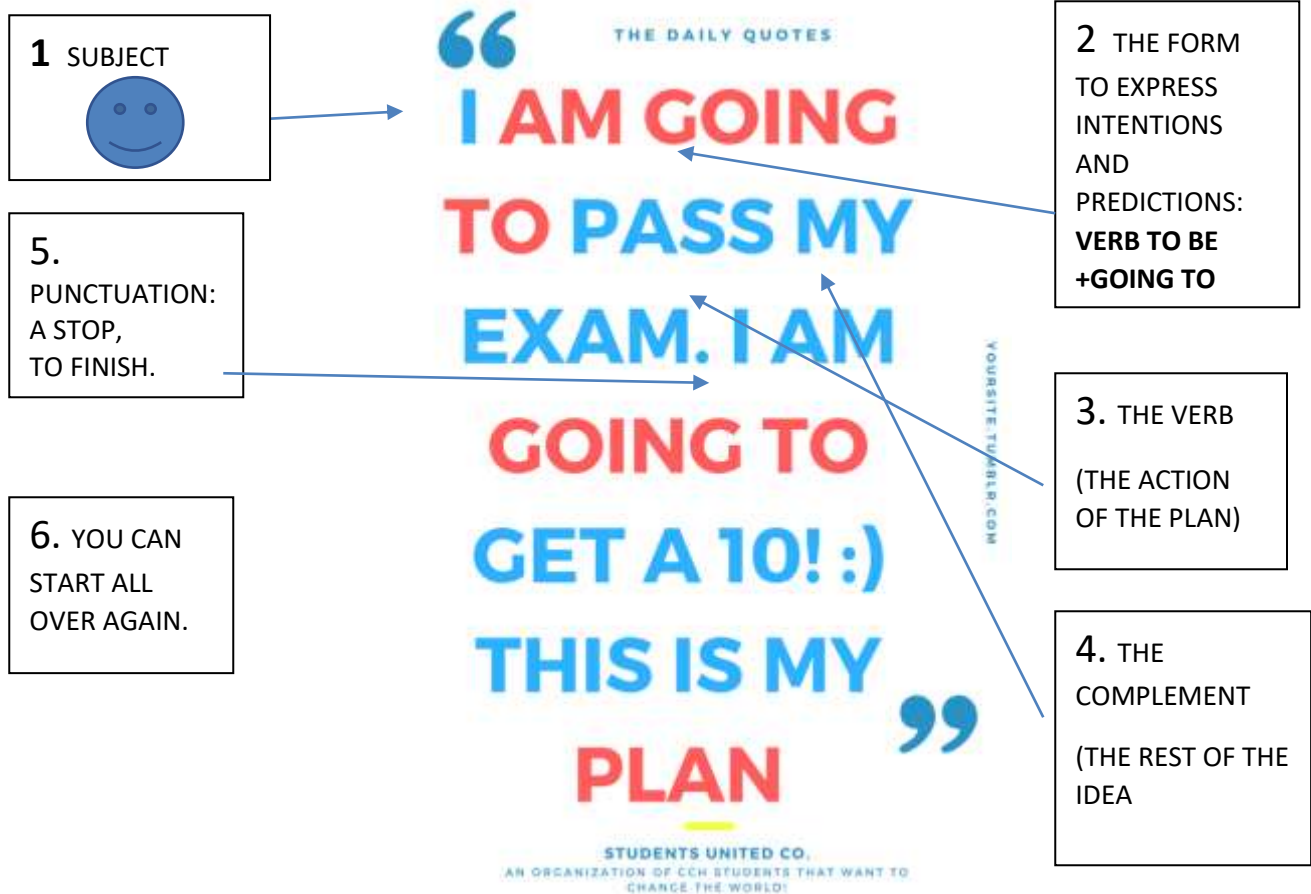 1 SUBJECT
5.
PUNCTUATION:
A STOP,
TO FINISH.
6. YOU CAN
START ALL
OVER AGAIN.
THE DAILY QUOTES
“
I AM GOING
TO PASS MY
EXAM. I AM
GOING TO
GET A 10! :)
THIS IS MY
PLAN
”
STUDENTS UNITED CO.
AN ORGANIZATION OF CCH STUDENTS THAT WANT TO
CHANGE THE WORLD!
YOURSITE.TUMBLR.COM
2 THE FORM
TO EXPRESS
INTENTIONS
AND
PREDICTIONS:
VERB TO BE
+GOING TO
3. THE VERB
(THE ACTION
OF THE PLAN)
4. THE
COMPLEMENT
(THE REST OF THE
IDEA